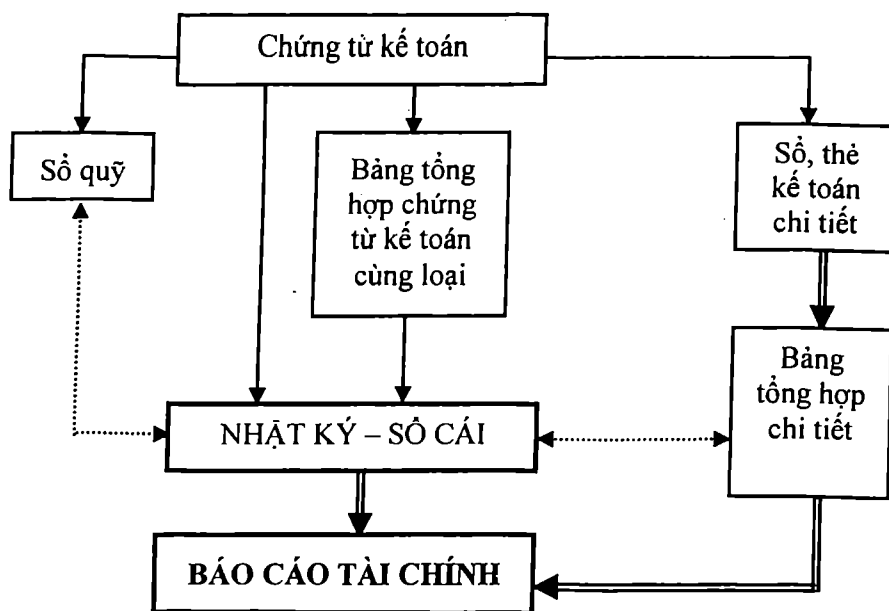 Chứng từ kế toán
Sổ quỹ
Bảng tổng
hợp chứng
từ kế toán
cùng loại
Sổ, thẻ
kế toán
chi tiết
Bảng
tổng hợp
chi tiết
NHẬT KÝ – SỔ CÁI
BÁO CÁO TÀI CHÍNH